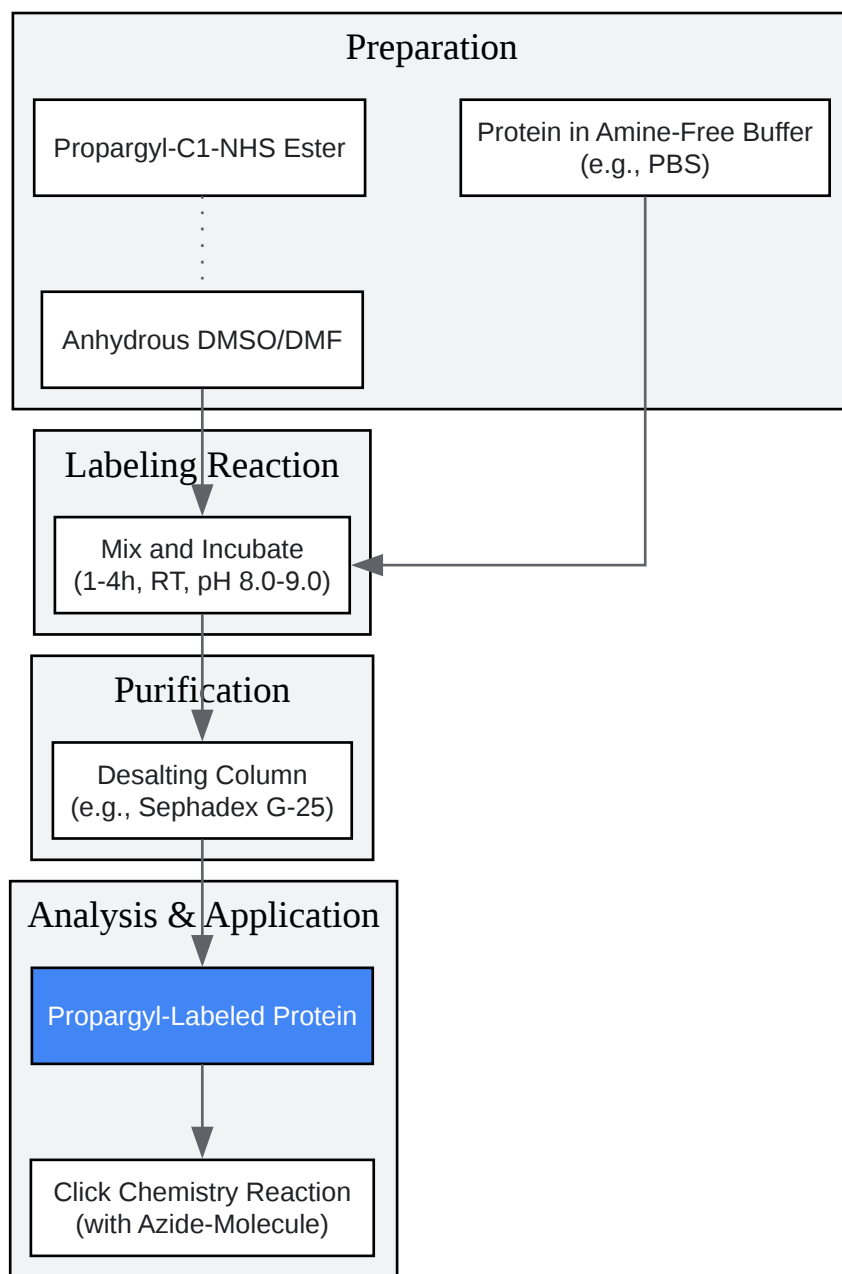 Preparation
Propargyl-C1-NHS Ester
Protein in Amine-Free Buffer
(e.g., PBS)
Anhydrous DMSO/DMF
Labeling Reaction
Mix and Incubate
(1-4h, RT, pH 8.0-9.0)
Purification
Desalting Column
(e.g., Sephadex G-25)
Analysis & Application
Propargyl-Labeled Protein
Click Chemistry Reaction
(with Azide-Molecule)